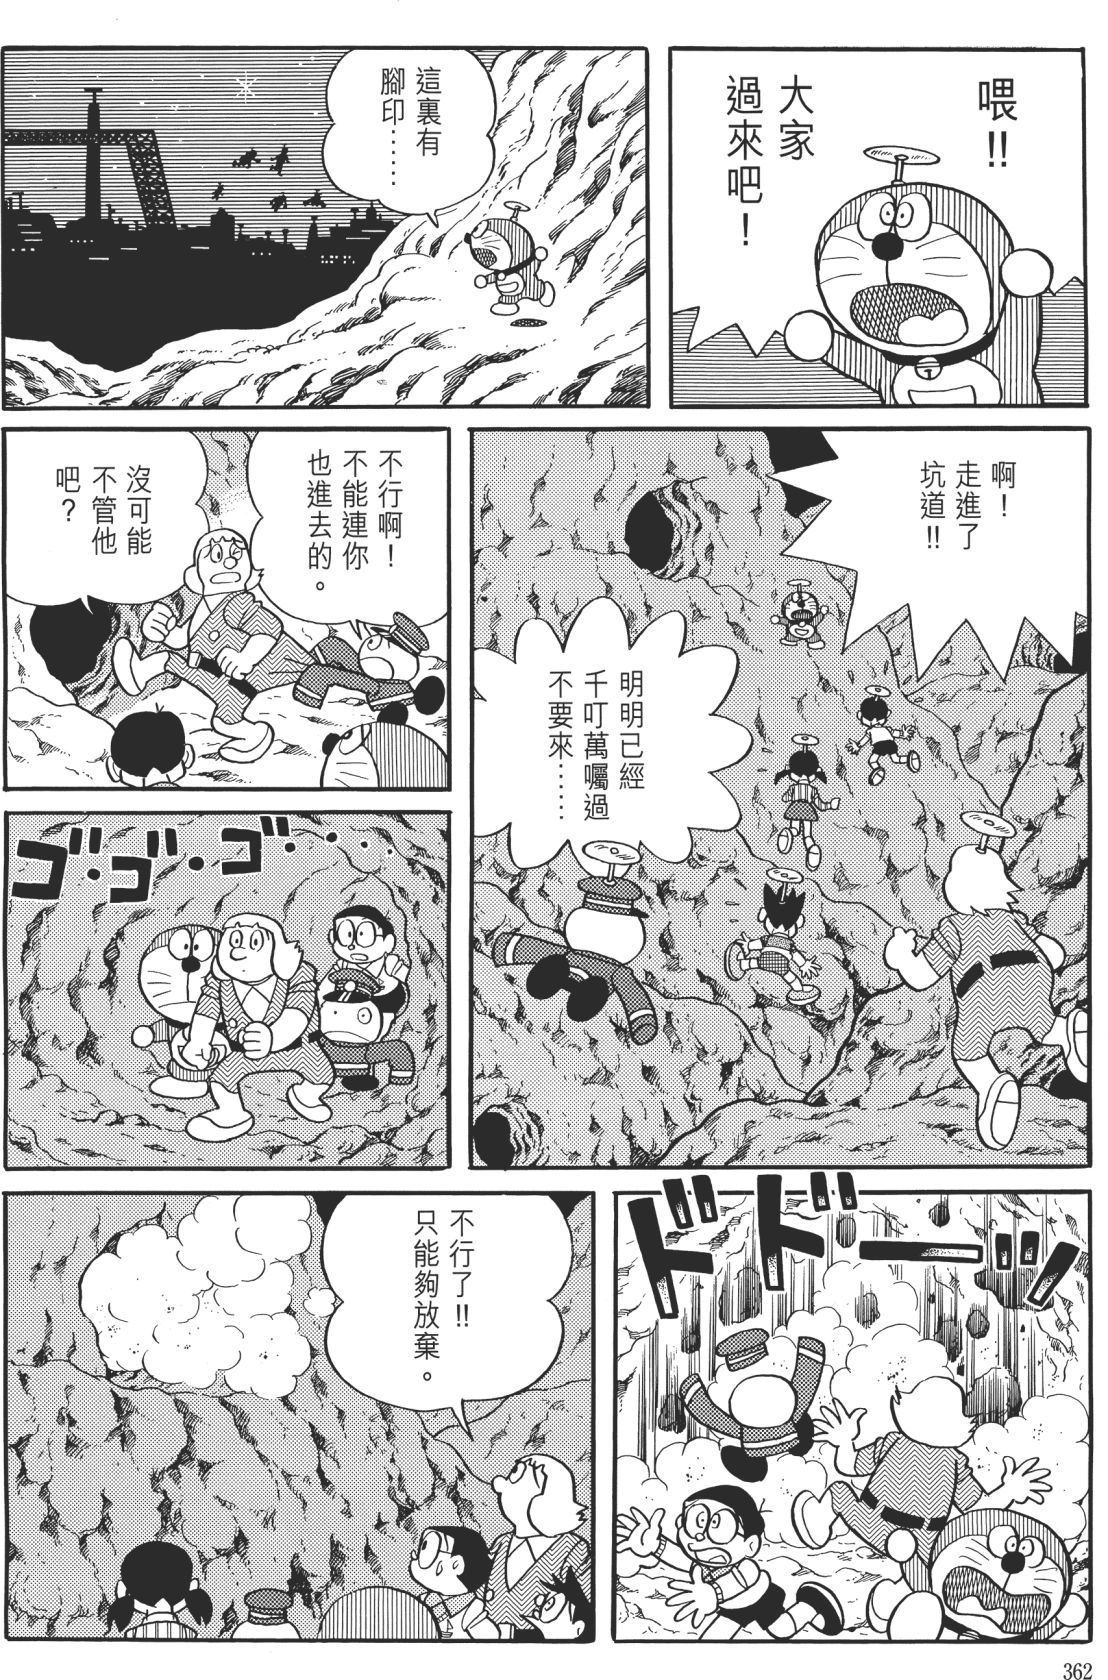 喂!!
大家
過來吧！
這裏有
腳印……
啊！
走進了
坑道!!
明明已經
千叮萬囑過
不要來……
不行啊！
不能連你
也進去的。
沒可能
不管他
吧？
ゴ・ゴ・ゴ・・・・
ドドーッ
不行了!!
只能夠放棄。
362